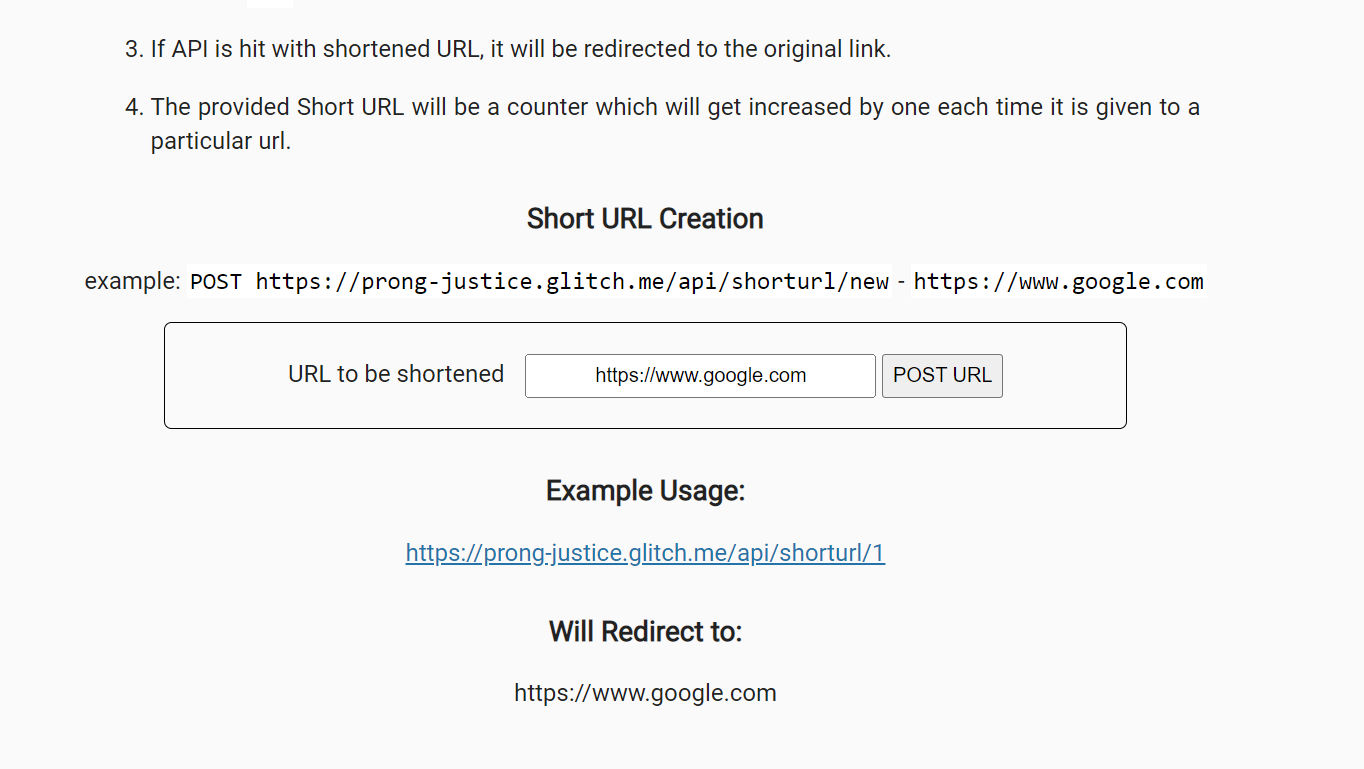 3. If API is hit with shortened URL, it will be redirected to the original link.
4. The provided Short URL will be a counter which will get increased by one each time it is given to a
particular url.
Short URL Creation
example: POST https://prong-justice.glitch.me/api/shorturl/new - https://www.google.com
URL to be shortened https://www.google.com POST URL
Example Usage:
https://prong-justice.glitch.me/api/shorturl/1
Will Redirect to:
https://www.google.com